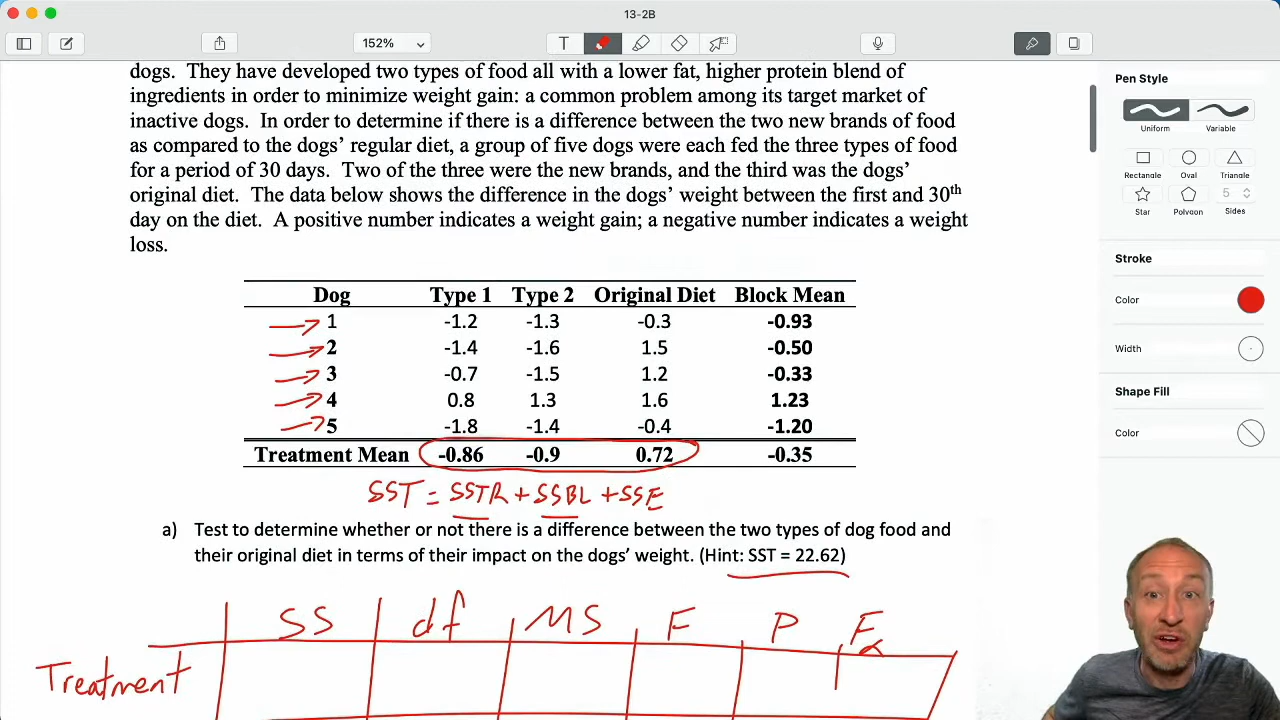 13-2B
152%
T
dogs. They have developed two types of food all with a lower fat, higher protein blend of
ingredients in order to minimize weight gain: a common problem among its target market of
inactive dogs. In order to determine if there is a difference between the two new brands of food
as compared to the dogs' regular diet, a group of five dogs were each fed the three types of food
for a period of 30 days. Two of the three were the new brands, and the third was the dogs'
original diet. The data below shows the difference in the dogs' weight between the first and 30th
day on the diet. A positive number indicates a weight gain; a negative number indicates a weight
loss.
Dog Type 1 Type 2 Original Diet Block Mean
1 -1.2 -1.3 -0.3 -0.93
2 -1.4 -1.6 1.5 -0.50
3 -0.7 -1.5 1.2 -0.33
4 0.8 1.3 1.6 1.23
5 -1.8 -1.4 -0.4 -1.20
Treatment Mean -0.86 -0.9 0.72 -0.35
SST = SSTR + SSBL + SSE
a) Test to determine whether or not there is a difference between the two types of dog food and
their original diet in terms of their impact on the dogs' weight. (Hint: SST = 22.62)
SS df MS F P Fα
Treatment
Pen Style
Uniform Variable
Rectangle Oval Triangle
5
Star Polygon Sides
Stroke
Color
Width
Shape Fill
Color